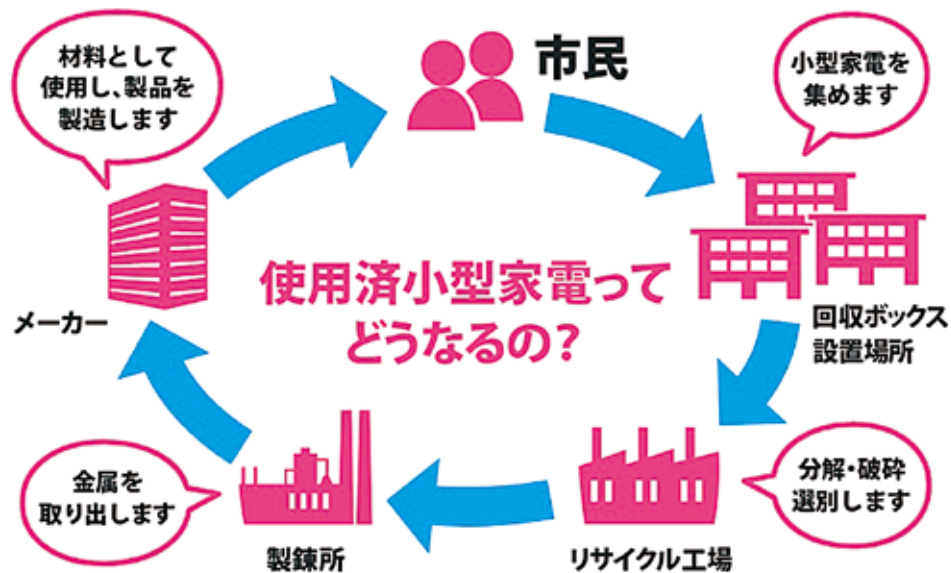 使用済小型家電って
どうなるの？
市民
小型家電を
集めます
回収ボックス
設置場所
分解・破砕
選別します
リサイクル工場
金属を
取り出します
製錬所
材料として
使用し、製品を
製造します
メーカー